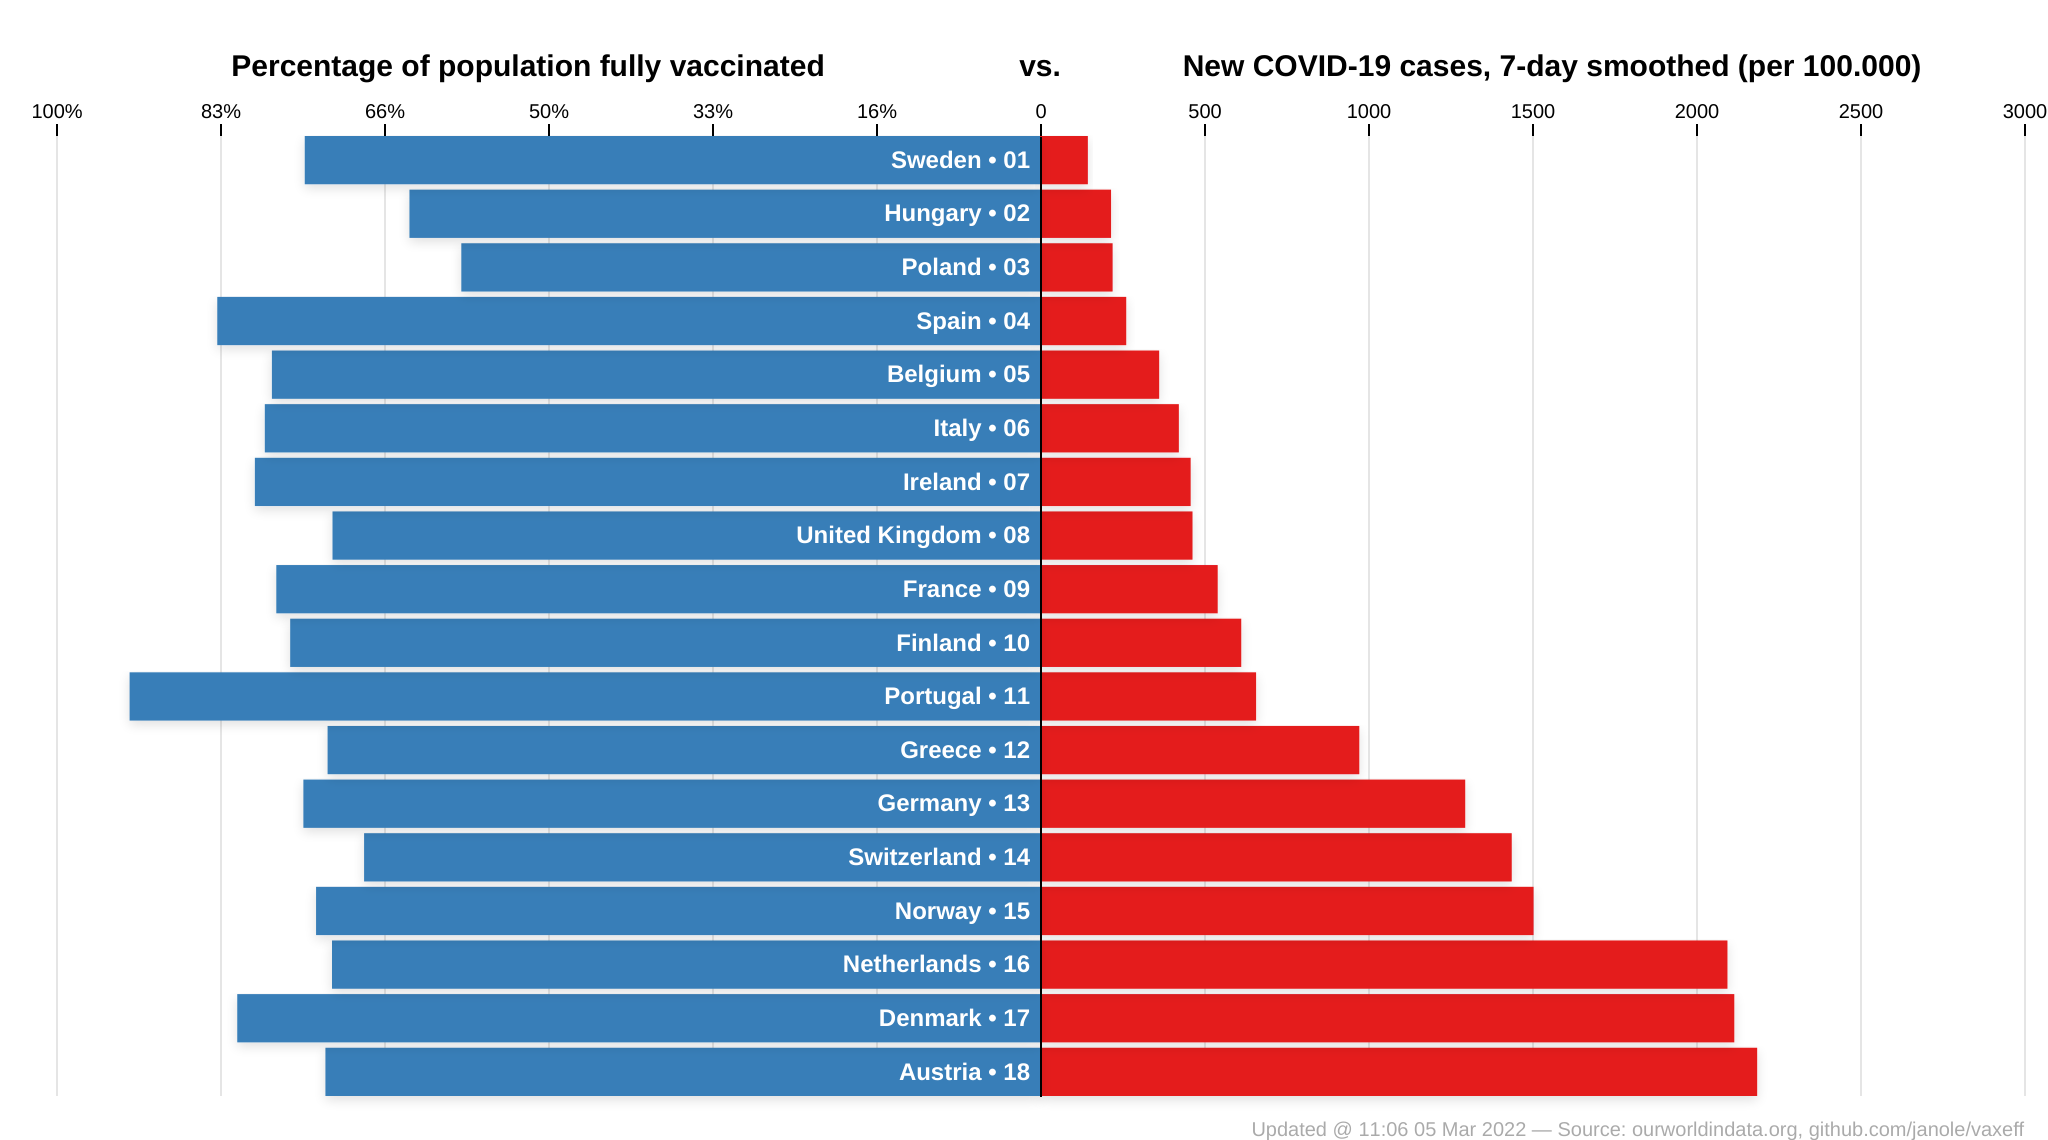 Percentage of population fully vaccinated vs. New COVID-19 cases, 7-day smoothed (per 100.000)
100% 83% 66% 50% 33% 16% 0 500 1000 1500 2000 2500 3000
Sweden • 01
Hungary • 02
Poland • 03
Spain • 04
Belgium • 05
Italy • 06
Ireland • 07
United Kingdom • 08
France • 09
Finland • 10
Portugal • 11
Greece • 12
Germany • 13
Switzerland • 14
Norway • 15
Netherlands • 16
Denmark • 17
Austria • 18
Updated @ 11:06 05 Mar 2022 — Source: ourworldindata.org, github.com/janole/vaxeff